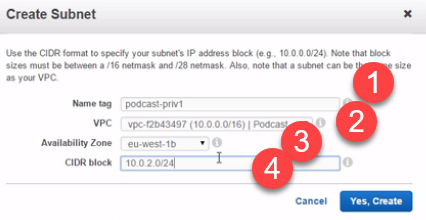 Create Subnet
Use the CIDR format to specify your subnet's IP address block (e.g., 10.0.0.0/24). Note that block
sizes must be between a /16 netmask and /28 netmask. Also, note that a subnet can be the same size
as your VPC.
Name tag podcast-priv1 1
VPC vpc-f2b43497 (10.0.0.0/16) | Podcast 2
Availability Zone eu-west-1b 3
CIDR block 10.0.2.0/24 4
Cancel Yes, Create